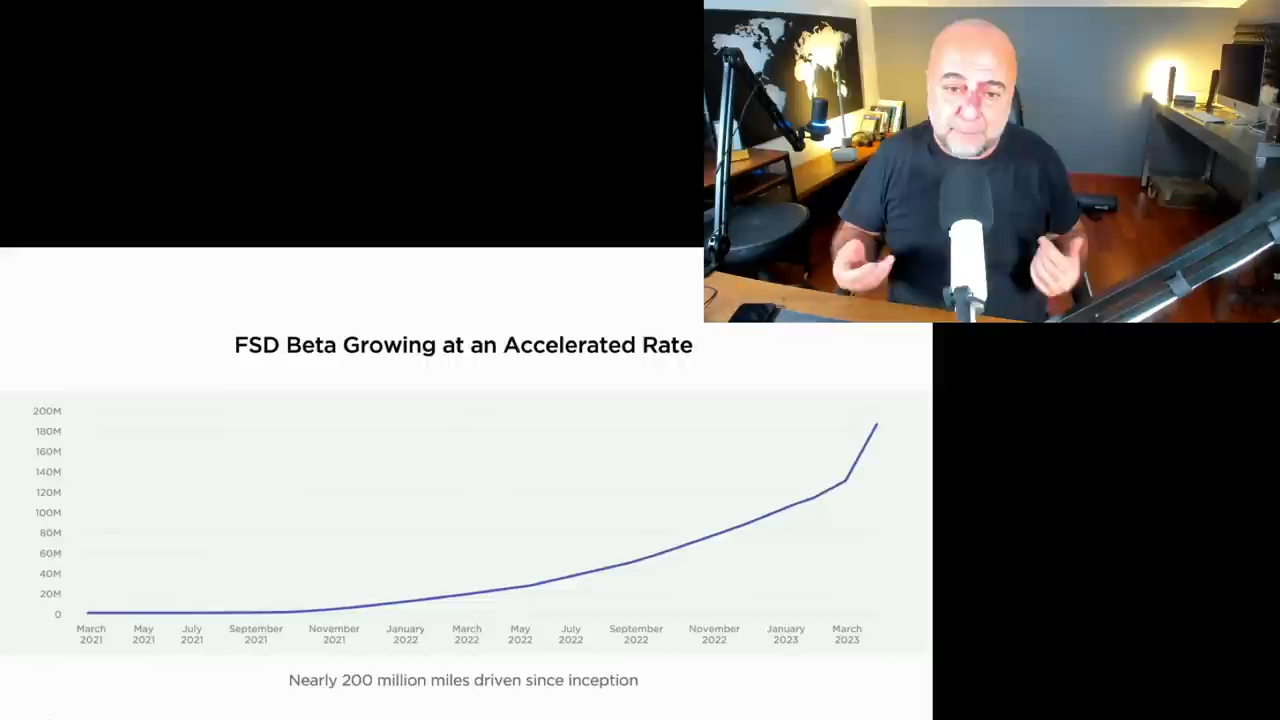 FSD Beta Growing at an Accelerated Rate
200M
180M
160M
140M
120M
100M
80M
60M
40M
20M
0
March
2021
May
2021
July
2021
September
2021
November
2021
January
2022
March
2022
May
2022
July
2022
September
2022
November
2022
January
2023
March
2023
Nearly 200 million miles driven since inception